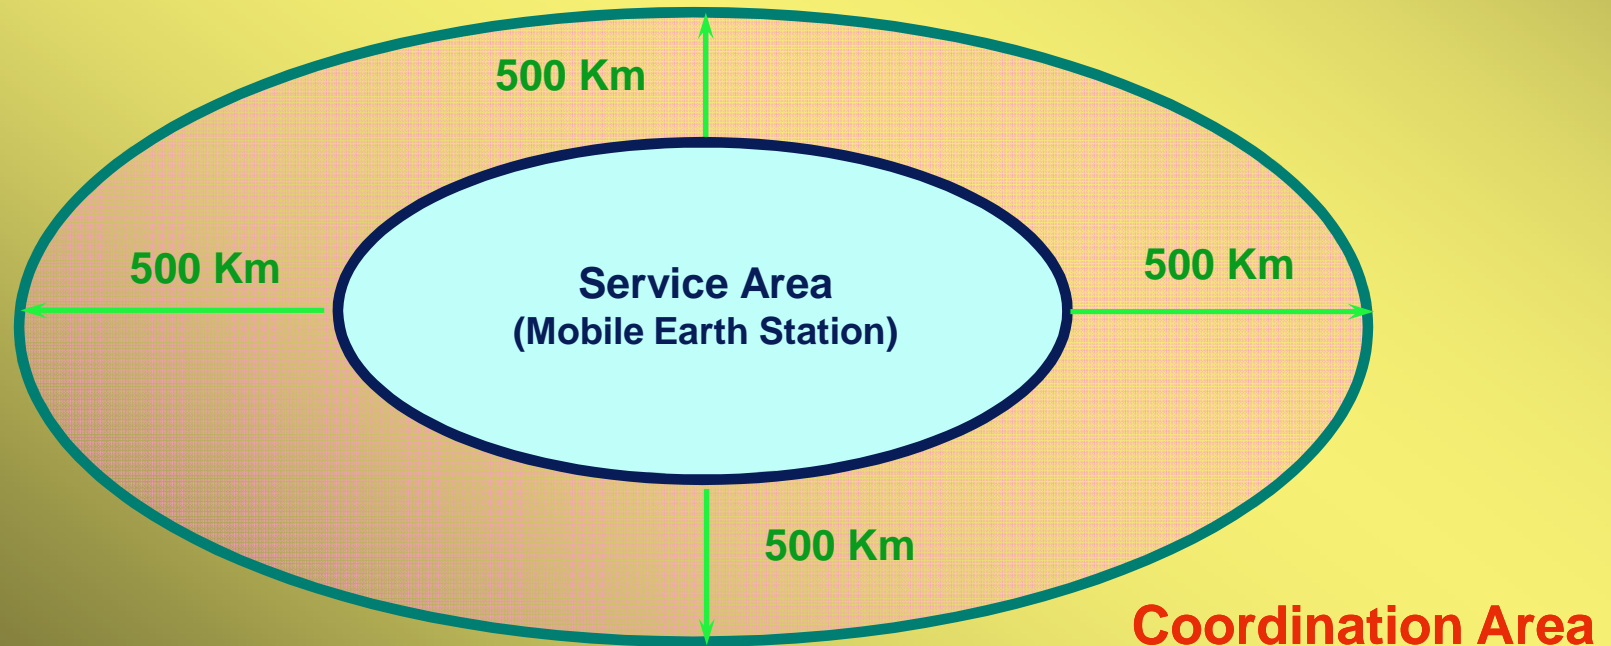 500 Km
500 Km
500 Km
Service Area
(Mobile Earth Station)
500 Km
Coordination Area